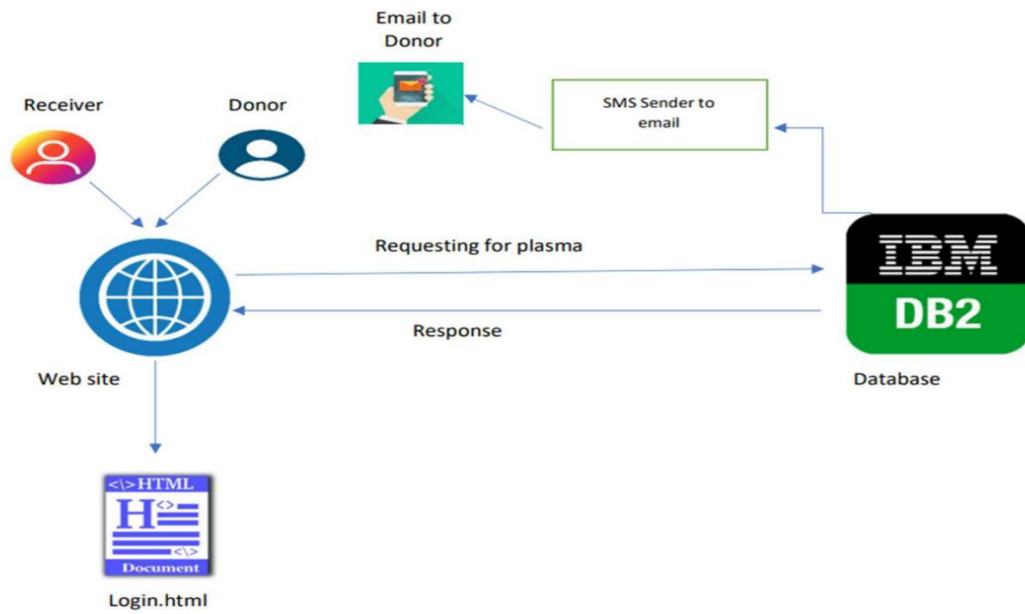 Email to
Donor
Receiver
Donor
SMS Sender to
email
Requesting for plasma
IBM
DB2
Response
Web site
Database
<\>HTML
H<>
<\>
Document
Login.html